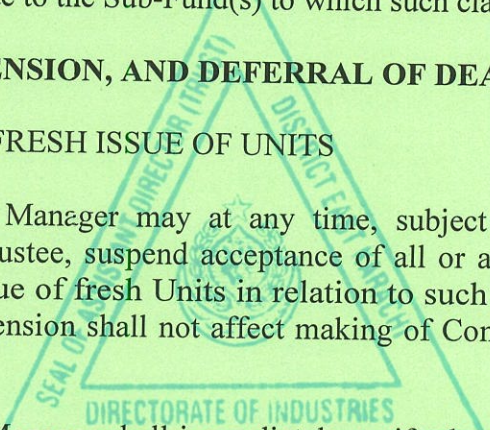 to the Sub-Fund(s) to which such cla
ENSION, AND DEFERRAL OF DEA
FRESH ISSUE OF UNITS
Manager may at any time, subject
ustee, suspend acceptance of all or a
ue of fresh Units in relation to such
ension shall not affect making of Con
SEAL OF ASSISTANT DIRECTOR (TRUST)
DISTRICT EAST KARACHI
DIRECTORATE OF INDUSTRIES